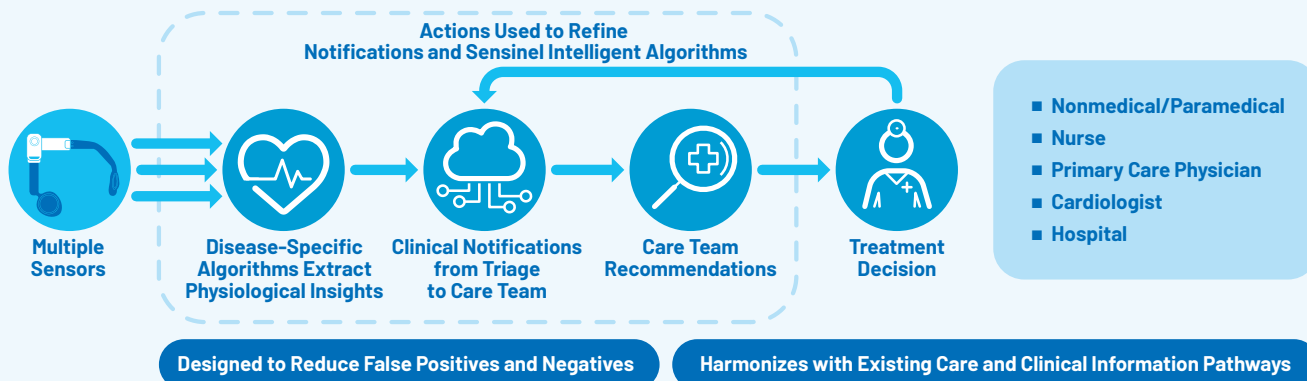 Actions Used to Refine
Notifications and Sensinel Intelligent Algorithms
Multiple
Sensors
Disease-Specific
Algorithms Extract
Physiological Insights
Clinical Notifications
from Triage
to Care Team
Care Team
Recommendations
Treatment
Decision
Nonmedical/Paramedical
Nurse
Primary Care Physician
Cardiologist
Hospital
Designed to Reduce False Positives and Negatives
Harmonizes with Existing Care and Clinical Information Pathways